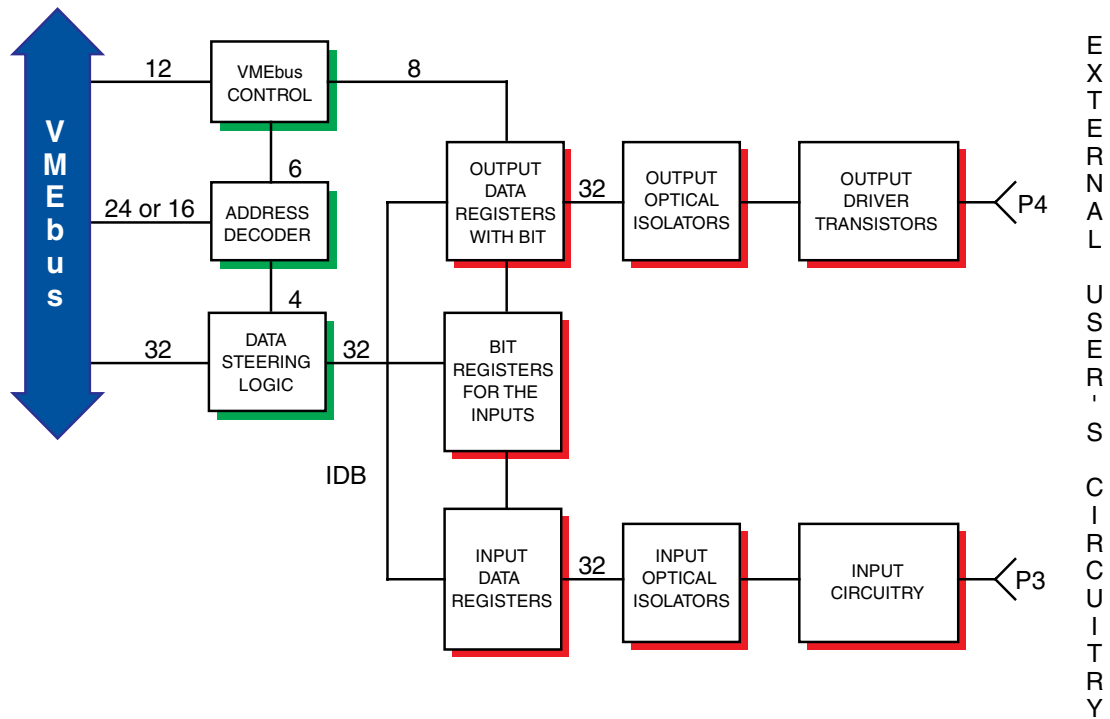 VMEbus
12
VMEbus
CONTROL
8
6
24 or 16
ADDRESS
DECODER
4
32
DATA
STEERING
LOGIC
32
IDB
OUTPUT
DATA
REGISTERS
WITH BIT
32
OUTPUT
OPTICAL
ISOLATORS
OUTPUT
DRIVER
TRANSISTORS
P4
BIT
REGISTERS
FOR THE
INPUTS
INPUT
DATA
REGISTERS
32
INPUT
OPTICAL
ISOLATORS
INPUT
CIRCUITRY
P3
EXTERNAL USER'S CIRCUITRY